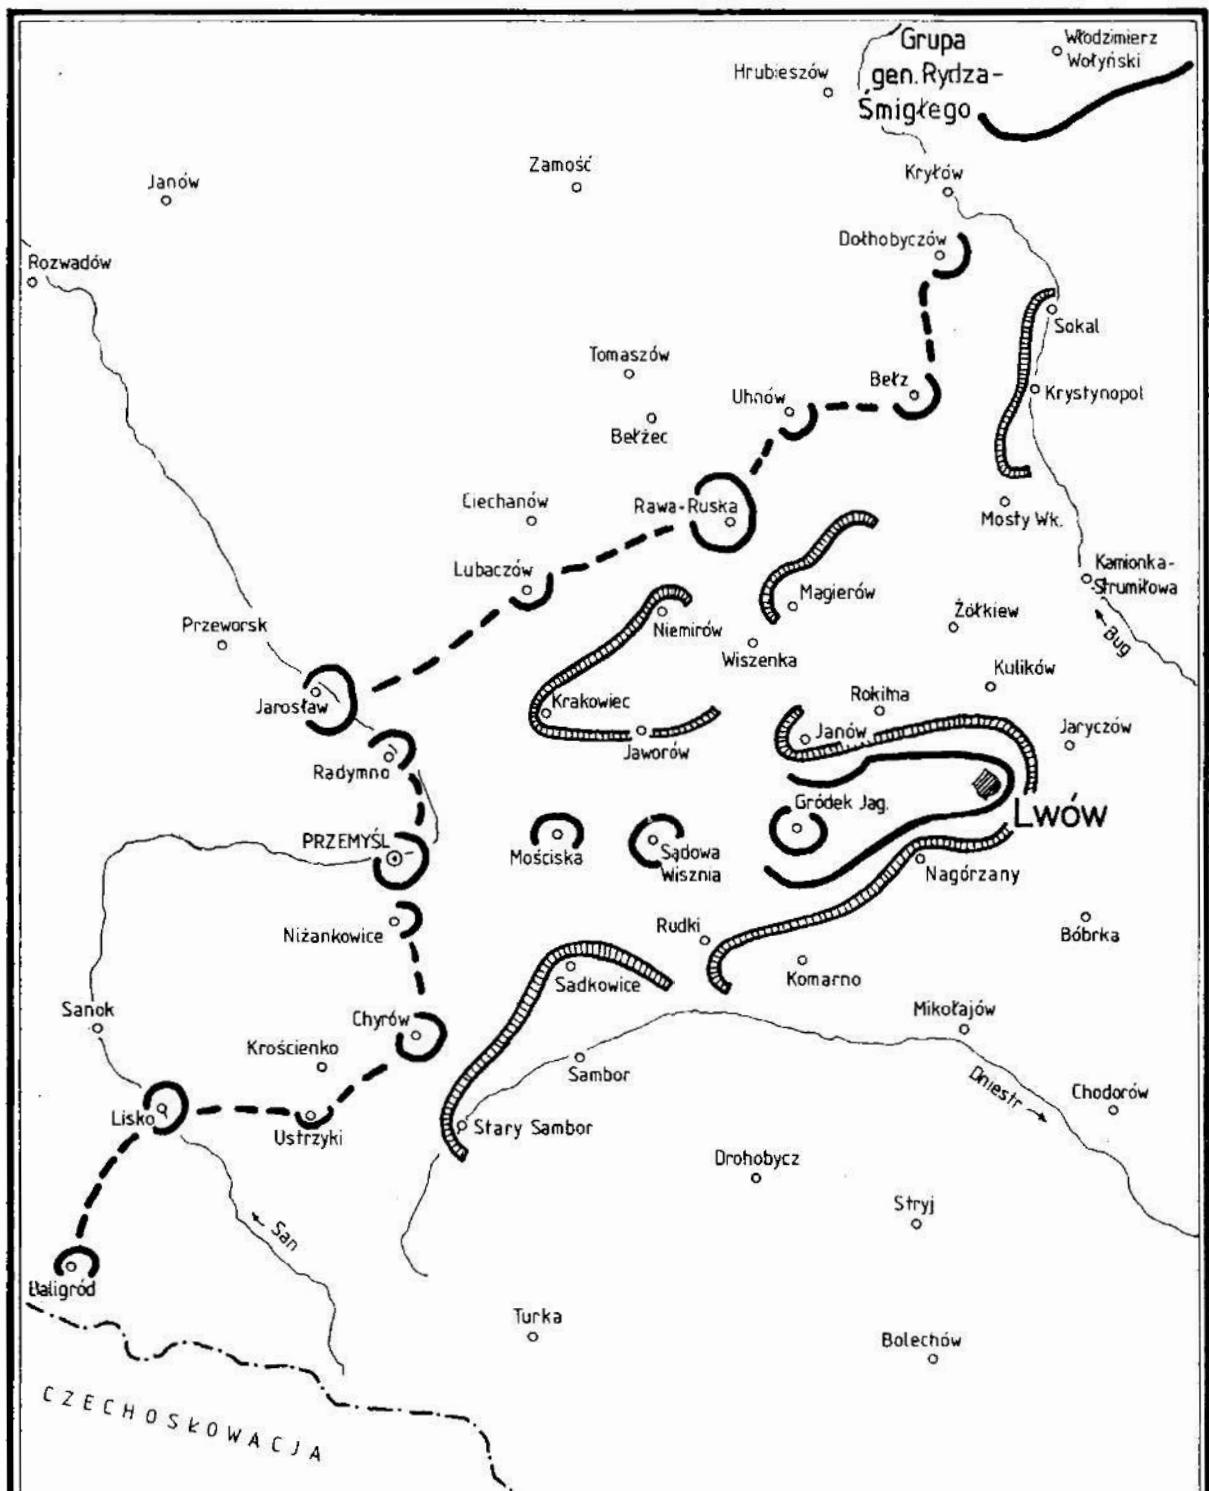 Grupa
gen. Rydza-
Śmigłego
Włodzimierz
Wołyński
Hrubieszów
Zamość
Janów
Kryłów
Dołhobyczów
Rozwadów
Sokal
Tomaszów
Bełz
Uhnów
Krystynopol
Bełżec
Ciechanów
Rawa-Ruska
Mosty Wk.
Lubaczów
Kamionka-
Strumiłowa
Magierów
Niemirów
Żółkiew
Przeworsk
Wiszenka
Bug
Kulików
Jarosław
Krakowiec
Rokitna
Janów
Jaryczów
Jaworów
Radymno
Gródek Jag.
LWÓW
PRZEMYŚL
Mościska
Sądowa
Wisznia
Nagórzany
Niżankowice
Rudki
Bóbrka
Sadkowice
Komarno
Sanok
Chyrów
Mikołajów
Krościenko
Sambor
Dniestr
Chodorów
Lisko
Ustrzyki
Stary Sambor
Drohobycz
Stryj
San
Baligród
Turka
Bolechów
CZECHOSŁOWACJA